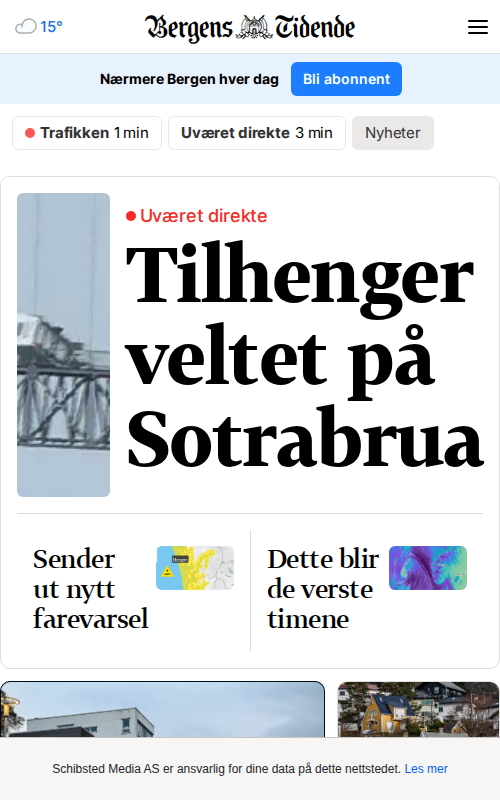 15°
Bergens Tidende
Nærmere Bergen hver dag
Bli abonnent
Trafikken 1 min
Uværet direkte 3 min
Nyheter
Uværet direkte
Tilhenger
veltet på
Sotrabrua
Sender
ut nytt
farevarsel
Bergen
Dette blir
de verste
timene
Schibsted Media AS er ansvarlig for dine data på dette nettstedet. Les mer